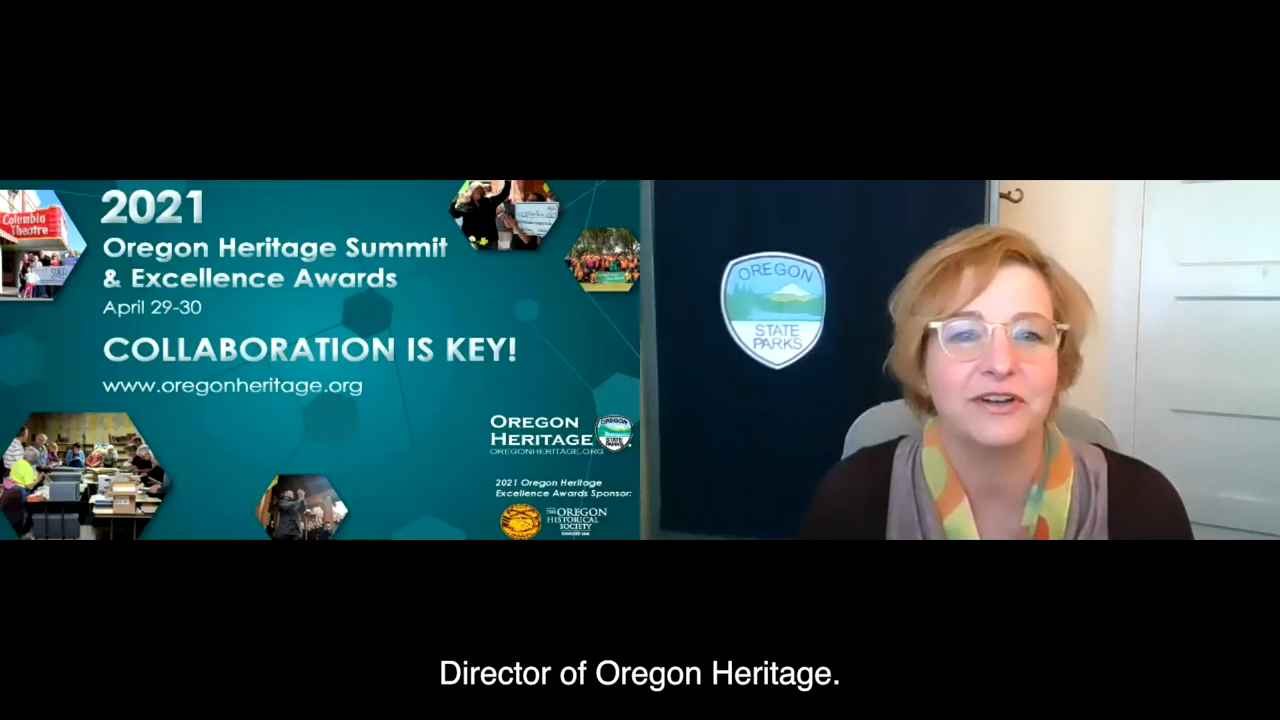 2021
Oregon Heritage Summit
& Excellence Awards
April 29-30
COLLABORATION IS KEY!
www.oregonheritage.org
Columbia
Theatre
OREGON
HERITAGE
OREGONHERITAGE.ORG
OREGON
2021 Oregon Heritage
Excellence Awards Sponsor:
THE OREGON
HISTORICAL
SOCIETY
OREGON
STATE
PARKS
Director of Oregon Heritage.